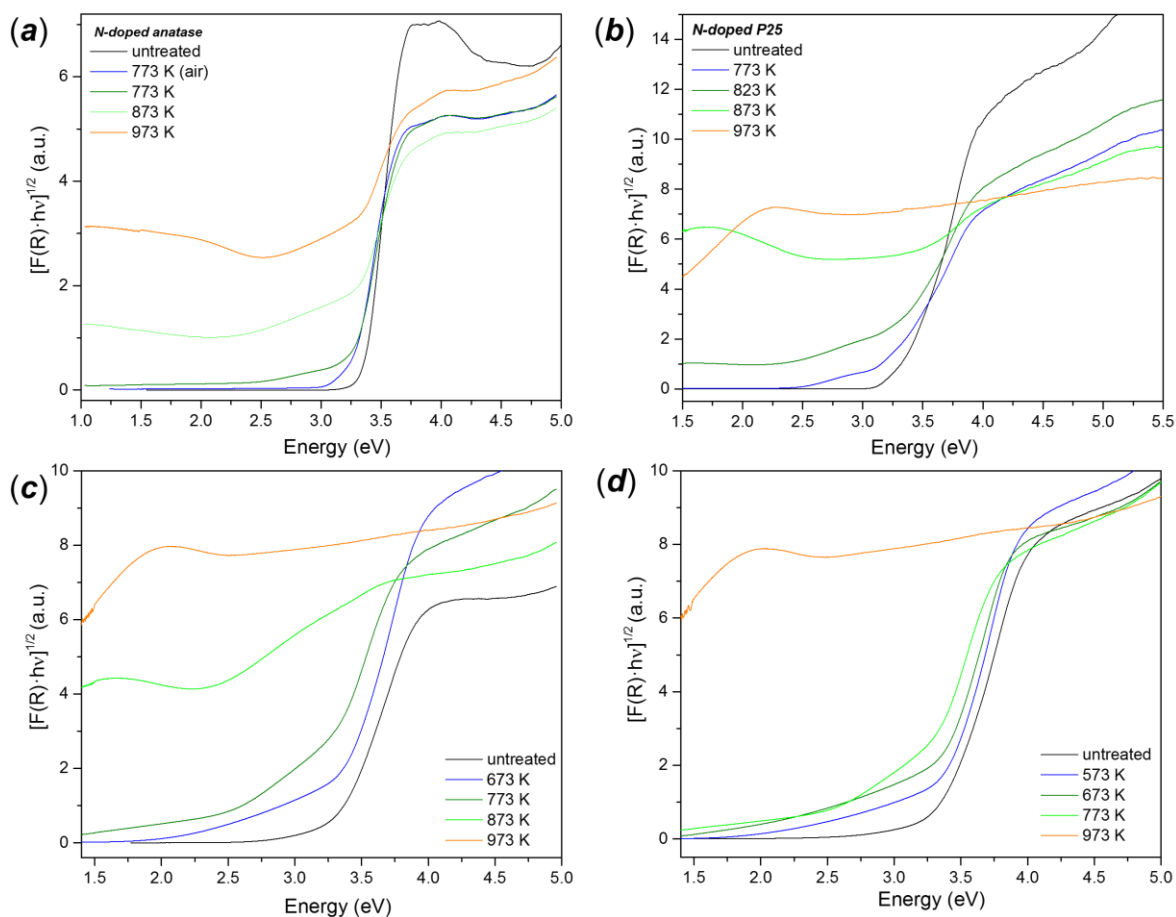 (a)
N-doped anatase
untreated
773 K (air)
773 K
873 K
973 K
[F(R)·hν]1/2 (a.u.)
6
4
2
0
1.0 1.5 2.0 2.5 3.0 3.5 4.0 4.5 5.0
Energy (eV)
(b)
N-doped P25
untreated
773 K
823 K
873 K
973 K
[F(R)·hν]1/2 (a.u.)
14
12
10
8
6
4
2
0
1.5 2.0 2.5 3.0 3.5 4.0 4.5 5.0 5.5
Energy (eV)
(c)
[F(R)·hν]1/2 (a.u.)
10
8
6
4
2
0
untreated
673 K
773 K
873 K
973 K
1.5 2.0 2.5 3.0 3.5 4.0 4.5 5.0
Energy (eV)
(d)
[F(R)·hν]1/2 (a.u.)
10
8
6
4
2
0
untreated
573 K
673 K
773 K
973 K
1.5 2.0 2.5 3.0 3.5 4.0 4.5 5.0
Energy (eV)